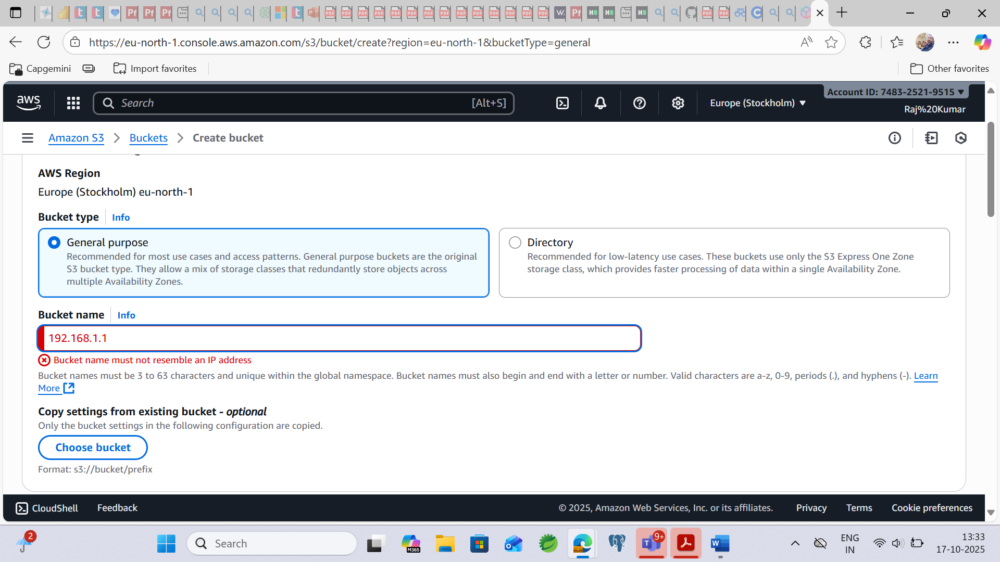 https://eu-north-1.console.aws.amazon.com/s3/bucket/create?region=eu-north-1&bucketType=general
Capgemini
Import favorites
Other favorites
aws
Search
[Alt+S]
Europe (Stockholm)
Account ID: 7483-2521-9515
Raj%20Kumar
Amazon S3
Buckets
Create bucket
AWS Region
Europe (Stockholm) eu-north-1
Bucket type
Info
General purpose
Recommended for most use cases and access patterns. General purpose buckets are the original
S3 bucket type. They allow a mix of storage classes that redundantly store objects across
multiple Availability Zones.
Directory
Recommended for low-latency use cases. These buckets use only the S3 Express One Zone
storage class, which provides faster processing of data within a single Availability Zone.
Bucket name
Info
192.168.1.1
Bucket name must not resemble an IP address
Bucket names must be 3 to 63 characters and unique within the global namespace. Bucket names must also begin and end with a letter or number. Valid characters are a-z, 0-9, periods (.), and hyphens (-). Learn
More
Copy settings from existing bucket - optional
Only the bucket settings in the following configuration are copied.
Choose bucket
Format: s3://bucket/prefix
CloudShell
Feedback
© 2025, Amazon Web Services, Inc. or its affiliates.
Privacy
Terms
Cookie preferences
2
Search
M365
9+
ENG
IN
13:33
17-10-2025